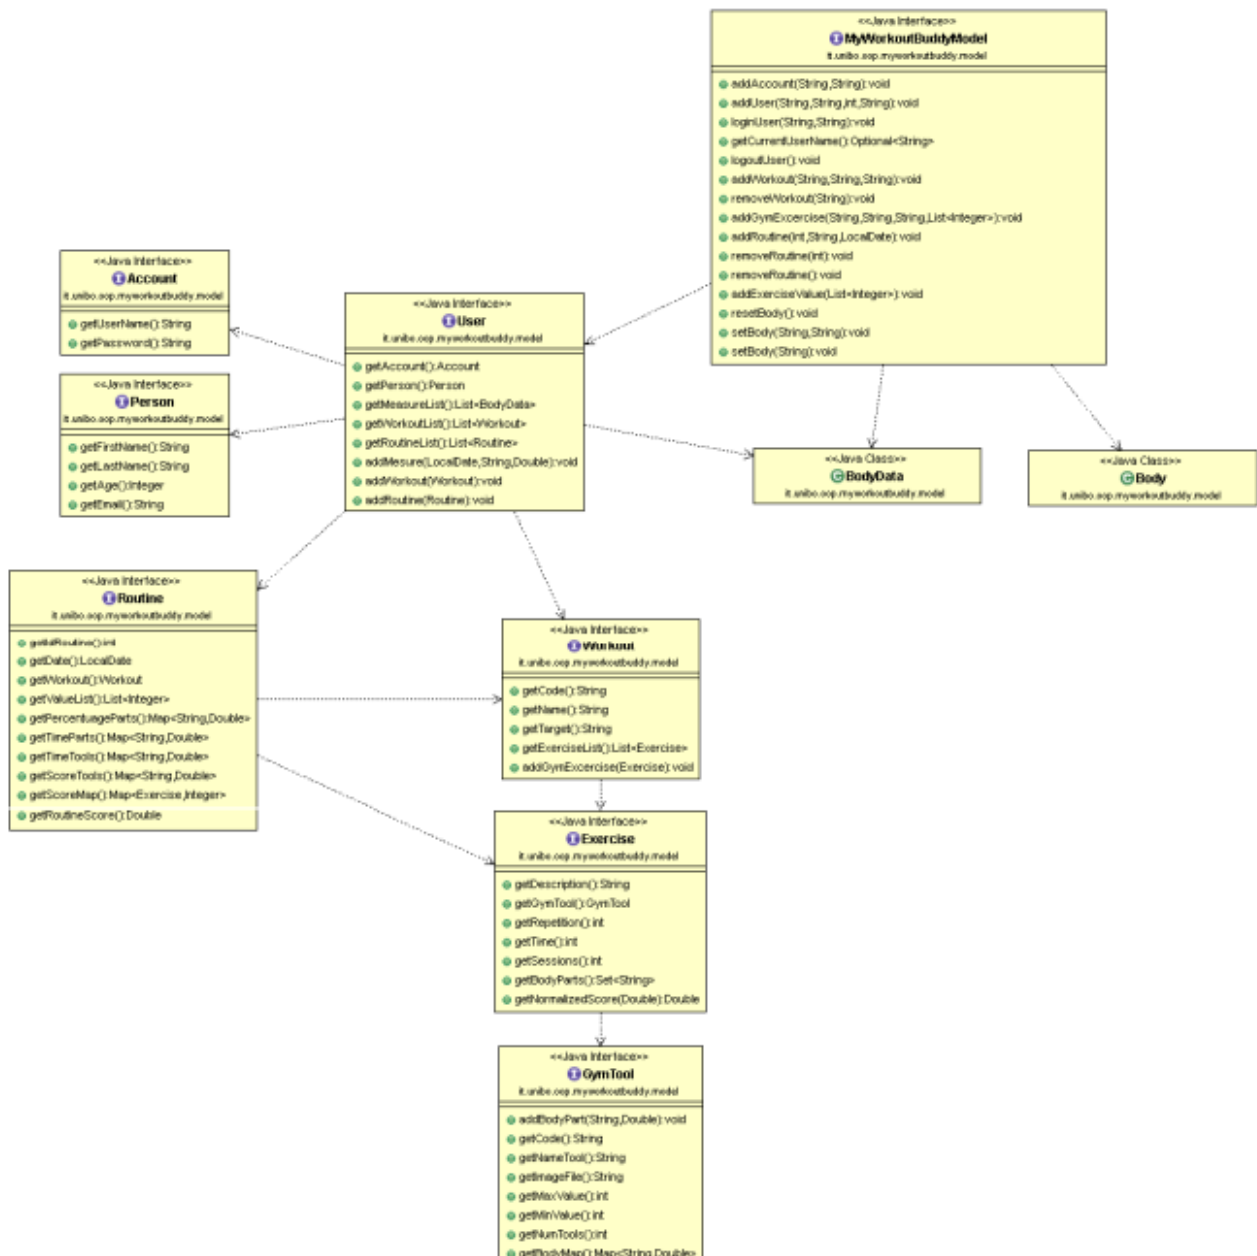 <<Java Interface>>
MyWorkoutBuddyModel
it.unibo.oop.myworkoutbuddy.model
addAccount(String,String):void
addUser(String,String,int,String):void
loginUser(String,String):void
getCurrentUserName():Optional<String>
logoutUser():void
addWorkout(String,String,String):void
removeWorkout(String):void
addGymExcercise(String,String,String,List<Integer>):void
addRoutine(int,String,LocalDate):void
removeRoutine(int):void
removeRoutine():void
addExerciseValue(List<Integer>):void
resetBody():void
setBody(String,String):void
setBody(String):void
<<Java Interface>>
Account
it.unibo.oop.myworkoutbuddy.model
getUserName():String
getPassword():String
<<Java Interface>>
User
it.unibo.oop.myworkoutbuddy.model
getAccount():Account
getPerson():Person
getMeasureList():List<BodyData>
getWorkoutList():List<Workout>
getRoutineList():List<Routine>
addMesure(LocalDate,String,Double):void
addWorkout(Workout):void
addRoutine(Routine):void
<<Java Interface>>
Person
it.unibo.oop.myworkoutbuddy.model
getFirstName():String
getLastName():String
getAge():Integer
getEmail():String
<<Java Class>>
BodyData
it.unibo.oop.myworkoutbuddy.model
<<Java Class>>
Body
it.unibo.oop.myworkoutbuddy.model
<<Java Interface>>
Routine
it.unibo.oop.myworkoutbuddy.model
getIdRoutine():int
getDate():LocalDate
getWorkout():Workout
getValueList():List<Integer>
getPercentuageParts():Map<String,Double>
getTimeParts():Map<String,Double>
getTimeTools():Map<String,Double>
getScoreTools():Map<String,Double>
getScoreMap():Map<Exercise,Integer>
getRoutineScore():Double
<<Java Interface>>
Workout
it.unibo.oop.myworkoutbuddy.model
getCode():String
getName():String
getTarget():String
getExerciseList():List<Exercise>
addGymExcercise(Exercise):void
<<Java Interface>>
Exercise
it.unibo.oop.myworkoutbuddy.model
getDescription():String
getGymTool():GymTool
getRepetition():int
getTime():int
getSessions():int
getBodyParts():Set<String>
getNormalizedScore(Double):Double
<<Java Interface>>
GymTool
it.unibo.oop.myworkoutbuddy.model
addBodyPart(String,Double):void
getCode():String
getNameTool():String
getImageFile():String
getMaxValue():int
getMinValue():int
getNumTools():int
getBodyMap():Map<String,Double>